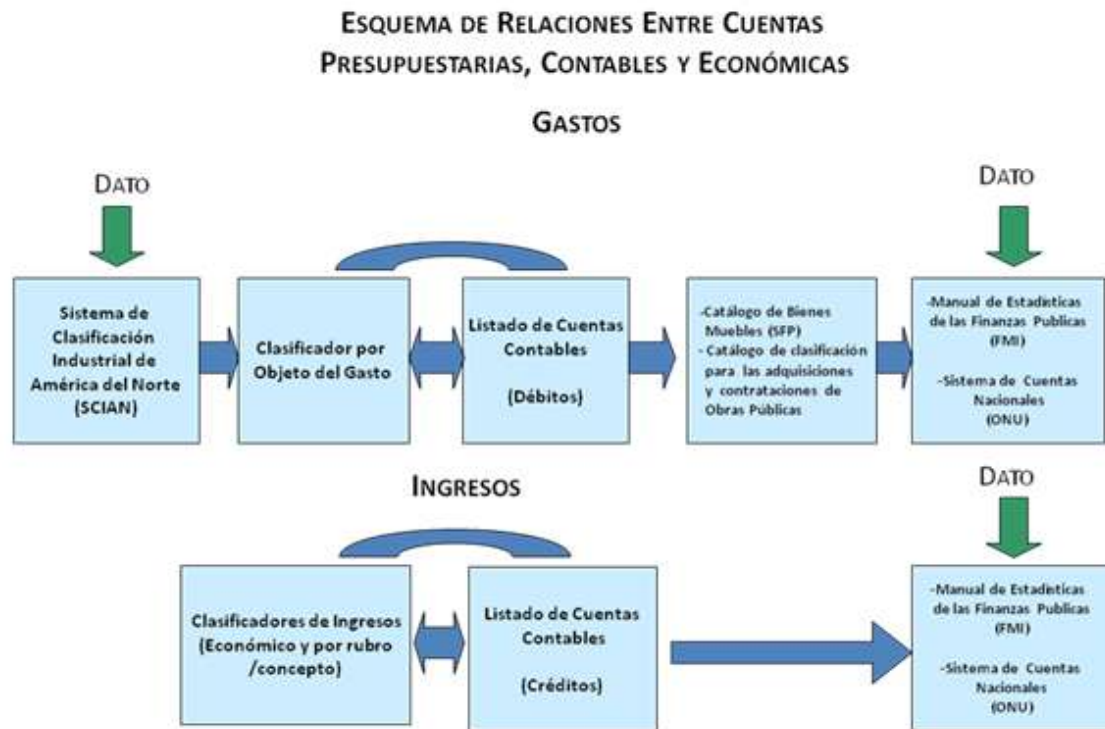 ESQUEMA DE RELACIONES ENTRE CUENTAS
PRESUPUESTARIAS, CONTABLES Y ECONÓMICAS
GASTOS
DATO
DATO
Sistema de
Clasificación
Industrial de
América del Norte
(SCIAN)
Clasificador por
Objeto del Gasto
Listado de Cuentas
Contables
(Débitos)
-Catálogo de Bienes
Muebles (SFP)
- Catálogo de clasificación
para las adquisiciones
y contrataciones de
Obras Públicas
-Manual de Estadísticas
de las Finanzas Publicas
(FMI)
-Sistema de Cuentas
Nacionales
(ONU)
INGRESOS
DATO
Clasificadores de Ingresos
(Económico y por rubro
/concepto)
Listado de Cuentas
Contables
(Créditos)
-Manual de Estadísticas
de las Finanzas Publicas
(FMI)
-Sistema de Cuentas
Nacionales
(ONU)